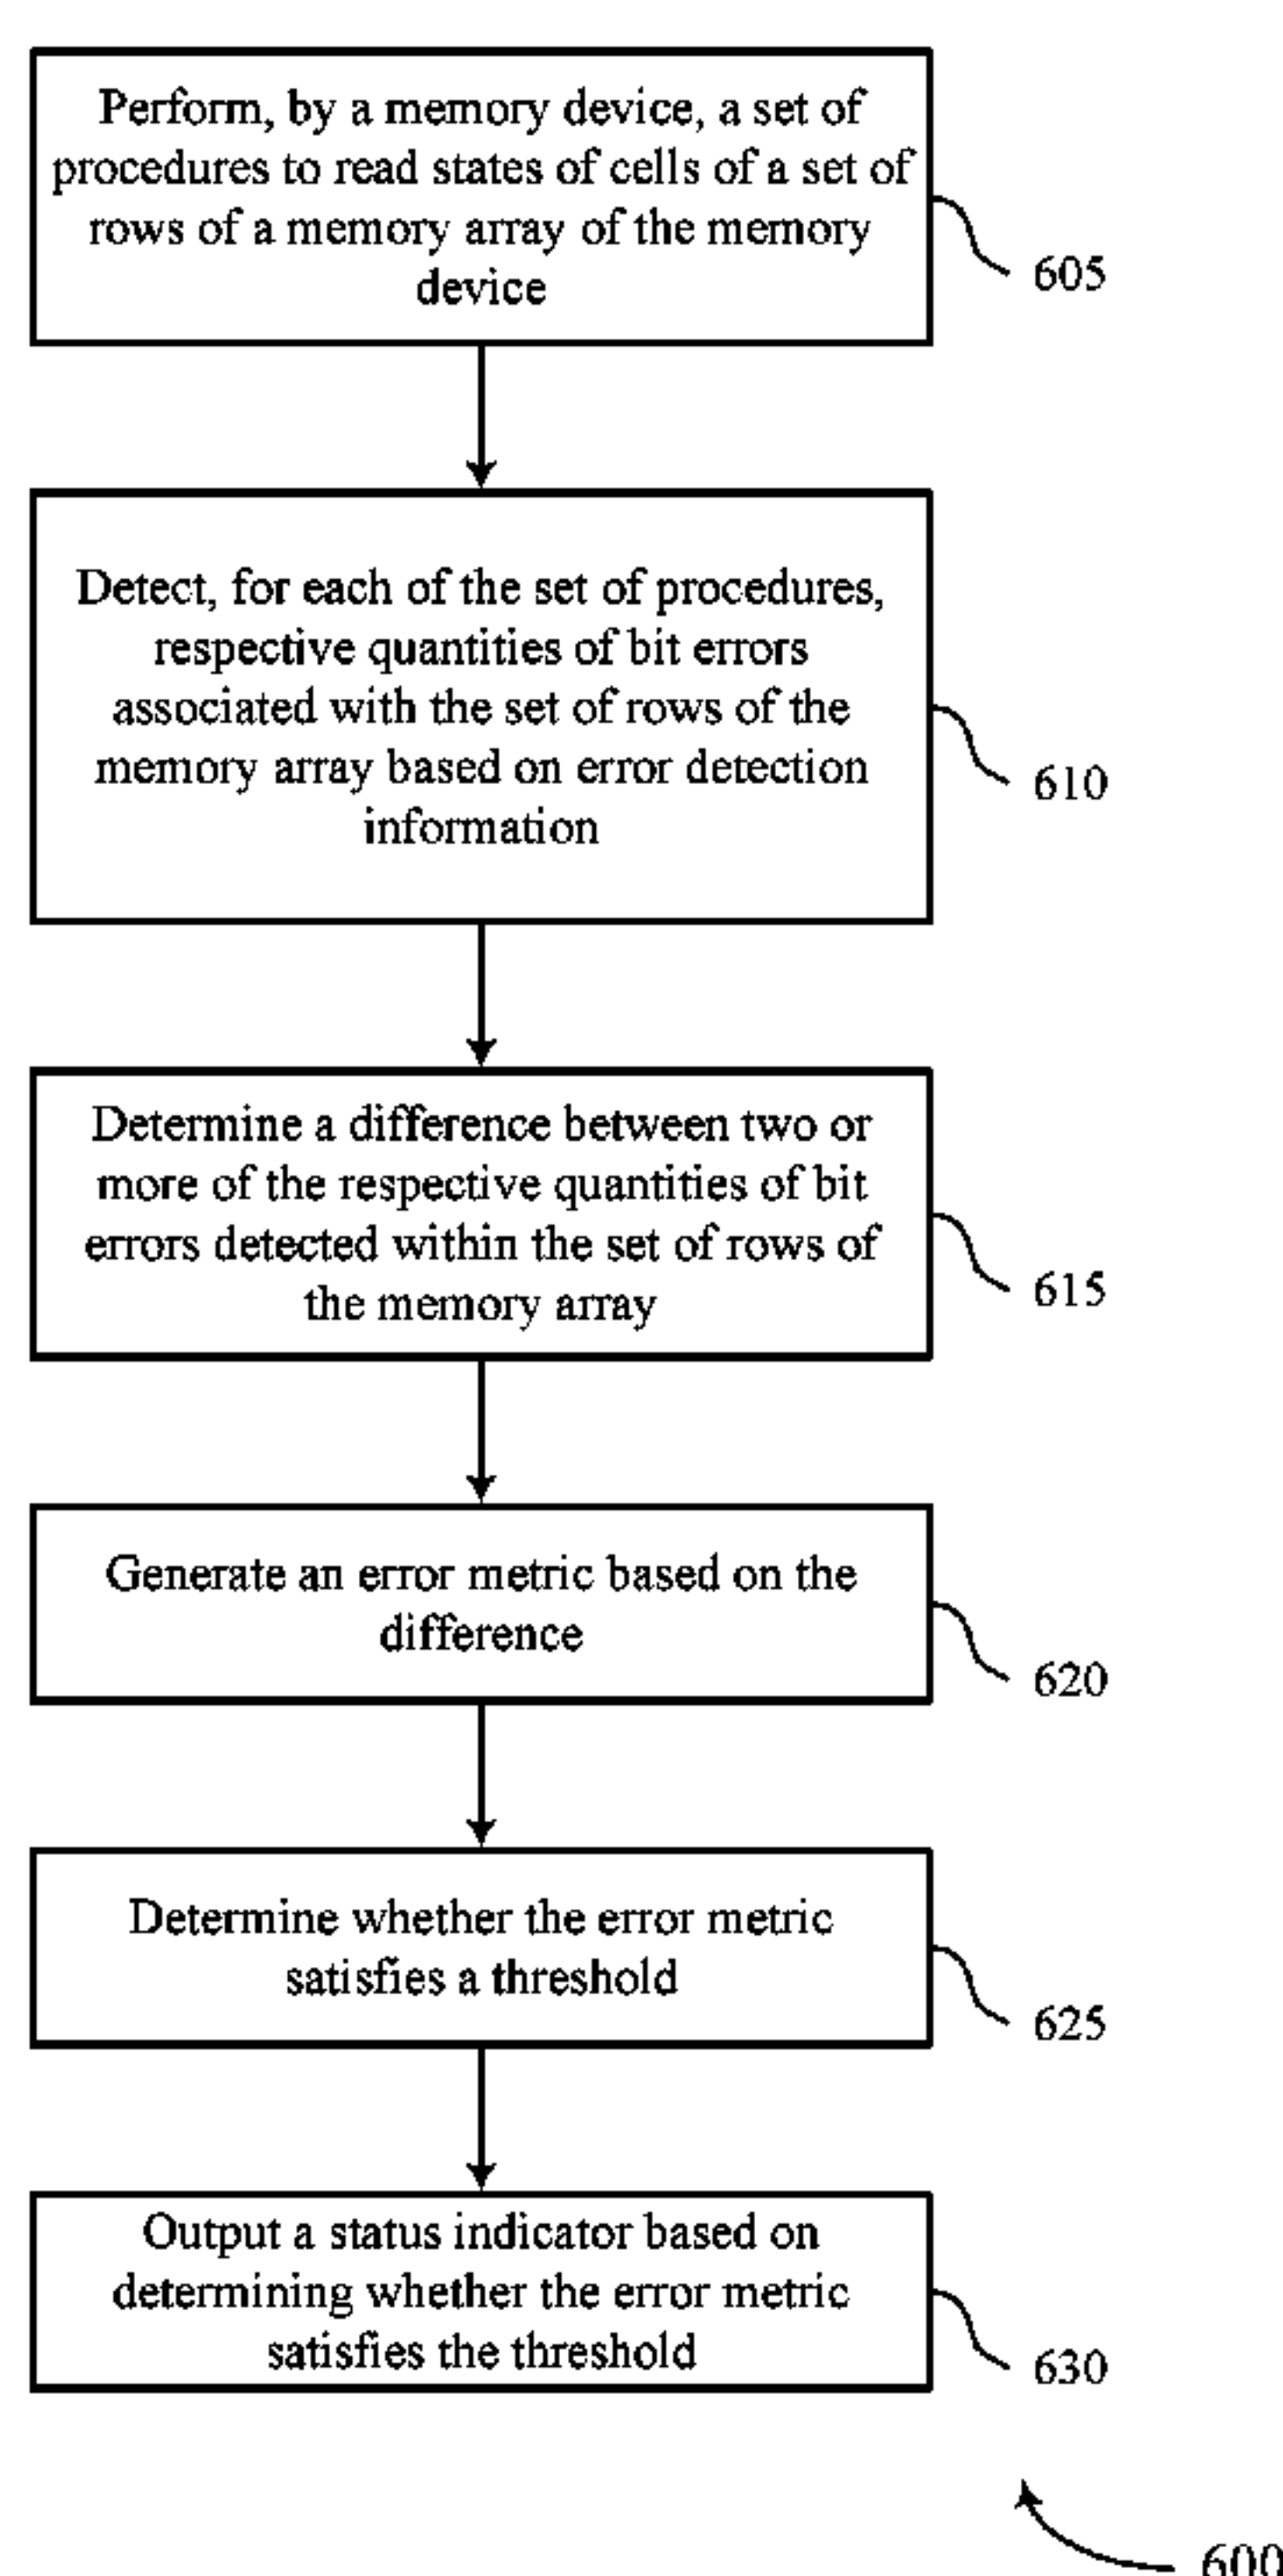 Perform, by a memory device, a set of
procedures to read states of cells of a set of
rows of a memory array of the memory
device
605
Detect, for each of the set of procedures,
respective quantities of bit errors
associated with the set of rows of the
memory array based on error detection
information
610
Determine a difference between two or
more of the respective quantities of bit
errors detected within the set of rows of
the memory array
615
Generate an error metric based on the
difference
620
Determine whether the error metric
satisfies a threshold
625
Output a status indicator based on
determining whether the error metric
satisfies the threshold
630
600